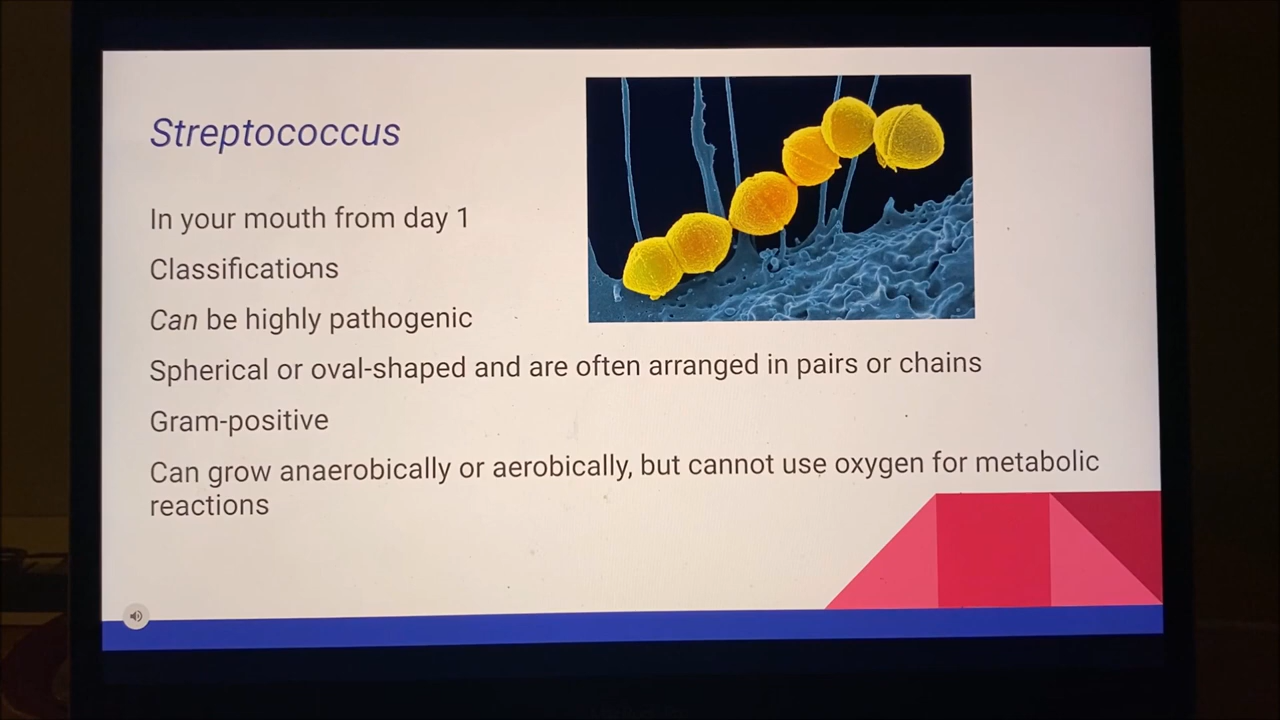 Streptococcus
In your mouth from day 1
Classifications
Can be highly pathogenic
Spherical or oval-shaped and are often arranged in pairs or chains
Gram-positive
Can grow anaerobically or aerobically, but cannot use oxygen for metabolic
reactions